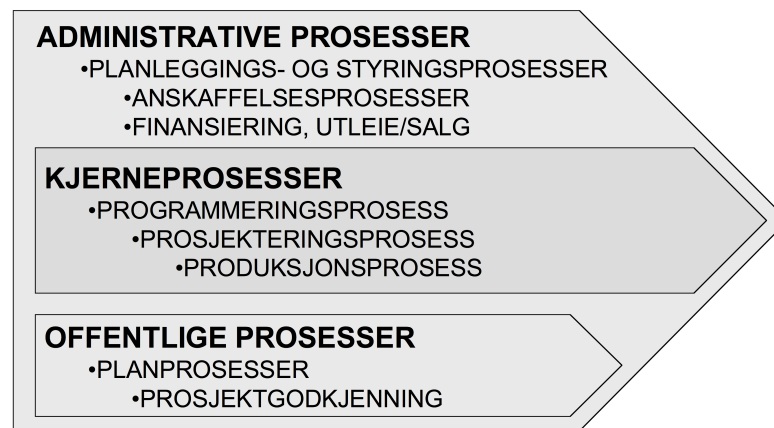 ADMINISTRATIVE PROSESSER
•PLANLEGGINGS- OG STYRINGSPROSESSER
•ANSKAFFELSESPROSESSER
•FINANSIERING, UTLEIE/SALG
KJERNEPROSESSER
•PROGRAMMERINGSPROSESS
•PROSJEKTERINGSPROSESS
•PRODUKSJONSPROSESS
OFFENTLIGE PROSESSER
•PLANPROSESSER
•PROSJEKTGODKJENNING